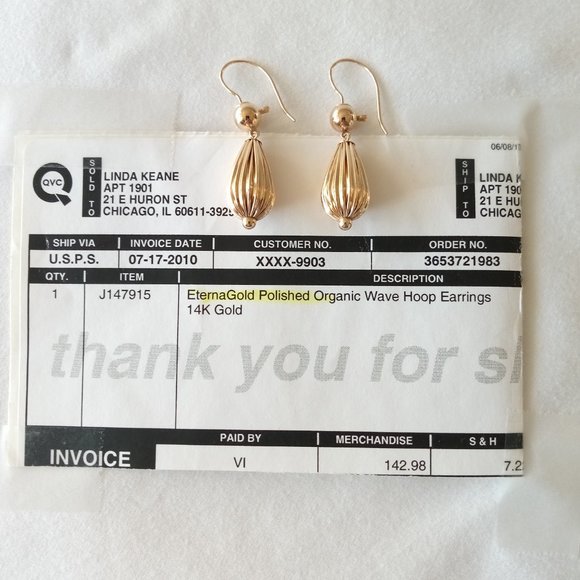 06/08/1
QVC
SOLD TO
LINDA KEANE
APT 1901
21 E HURON ST
CHICAGO, IL 60611-392
SHIP TO
LINDA
APT 190
21 E HU
CHICAG
SHIP VIA INVOICE DATE CUSTOMER NO. ORDER NO.
U.S.P.S. 07-17-2010 XXXX-9903 3653721983
QTY. ITEM DESCRIPTION
1 J147915 EternaGold Polished Organic Wave Hoop Earrings
14K Gold
thank you for sh
PAID BY MERCHANDISE S & H
INVOICE VI 142.98 7.2